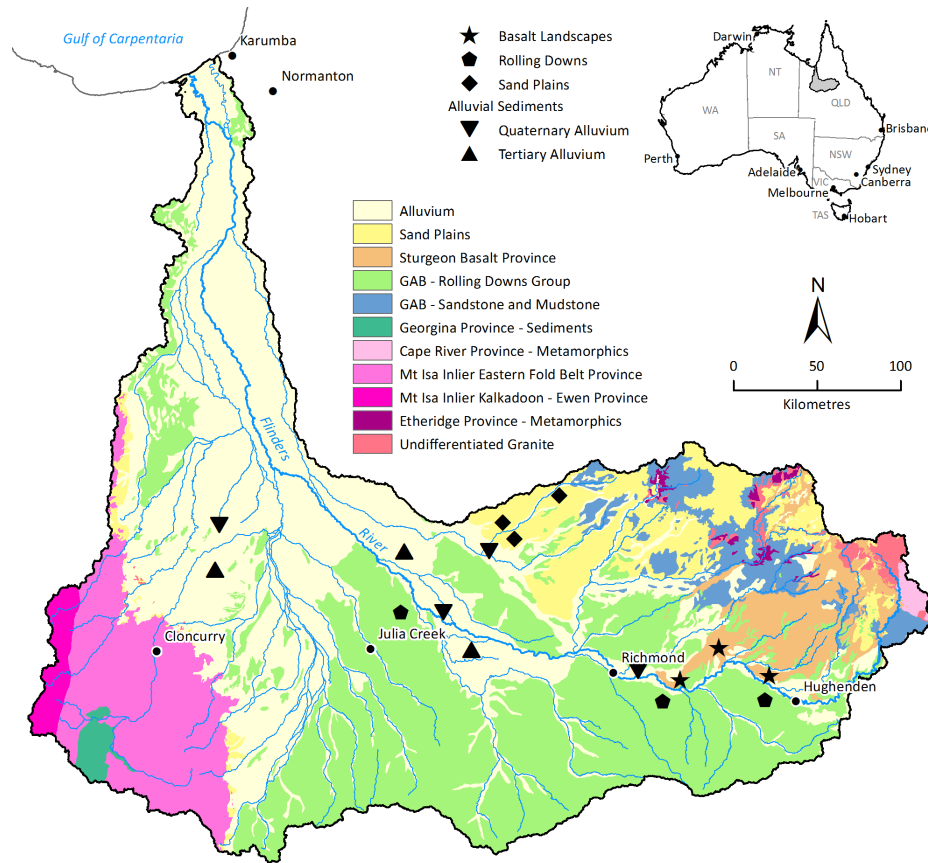 Gulf of Carpentaria
Karumba
Normanton
Basalt Landscapes
Rolling Downs
Sand Plains
Alluvial Sediments
Quaternary Alluvium
Tertiary Alluvium
Darwin
NT
WA
QLD
SA
NSW
VIC
TAS
Brisbane
Perth
Adelaide
Sydney
Canberra
Melbourne
Hobart
Alluvium
Sand Plains
Sturgeon Basalt Province
GAB - Rolling Downs Group
GAB - Sandstone and Mudstone
Georgina Province - Sediments
Cape River Province - Metamorphics
Mt Isa Inlier Eastern Fold Belt Province
Mt Isa Inlier Kalkadoon - Ewen Province
Etheridge Province - Metamorphics
Undifferentiated Granite
N
0 50 100
Kilometres
Flinders
River
Cloncurry
Julia Creek
Richmond
Hughenden